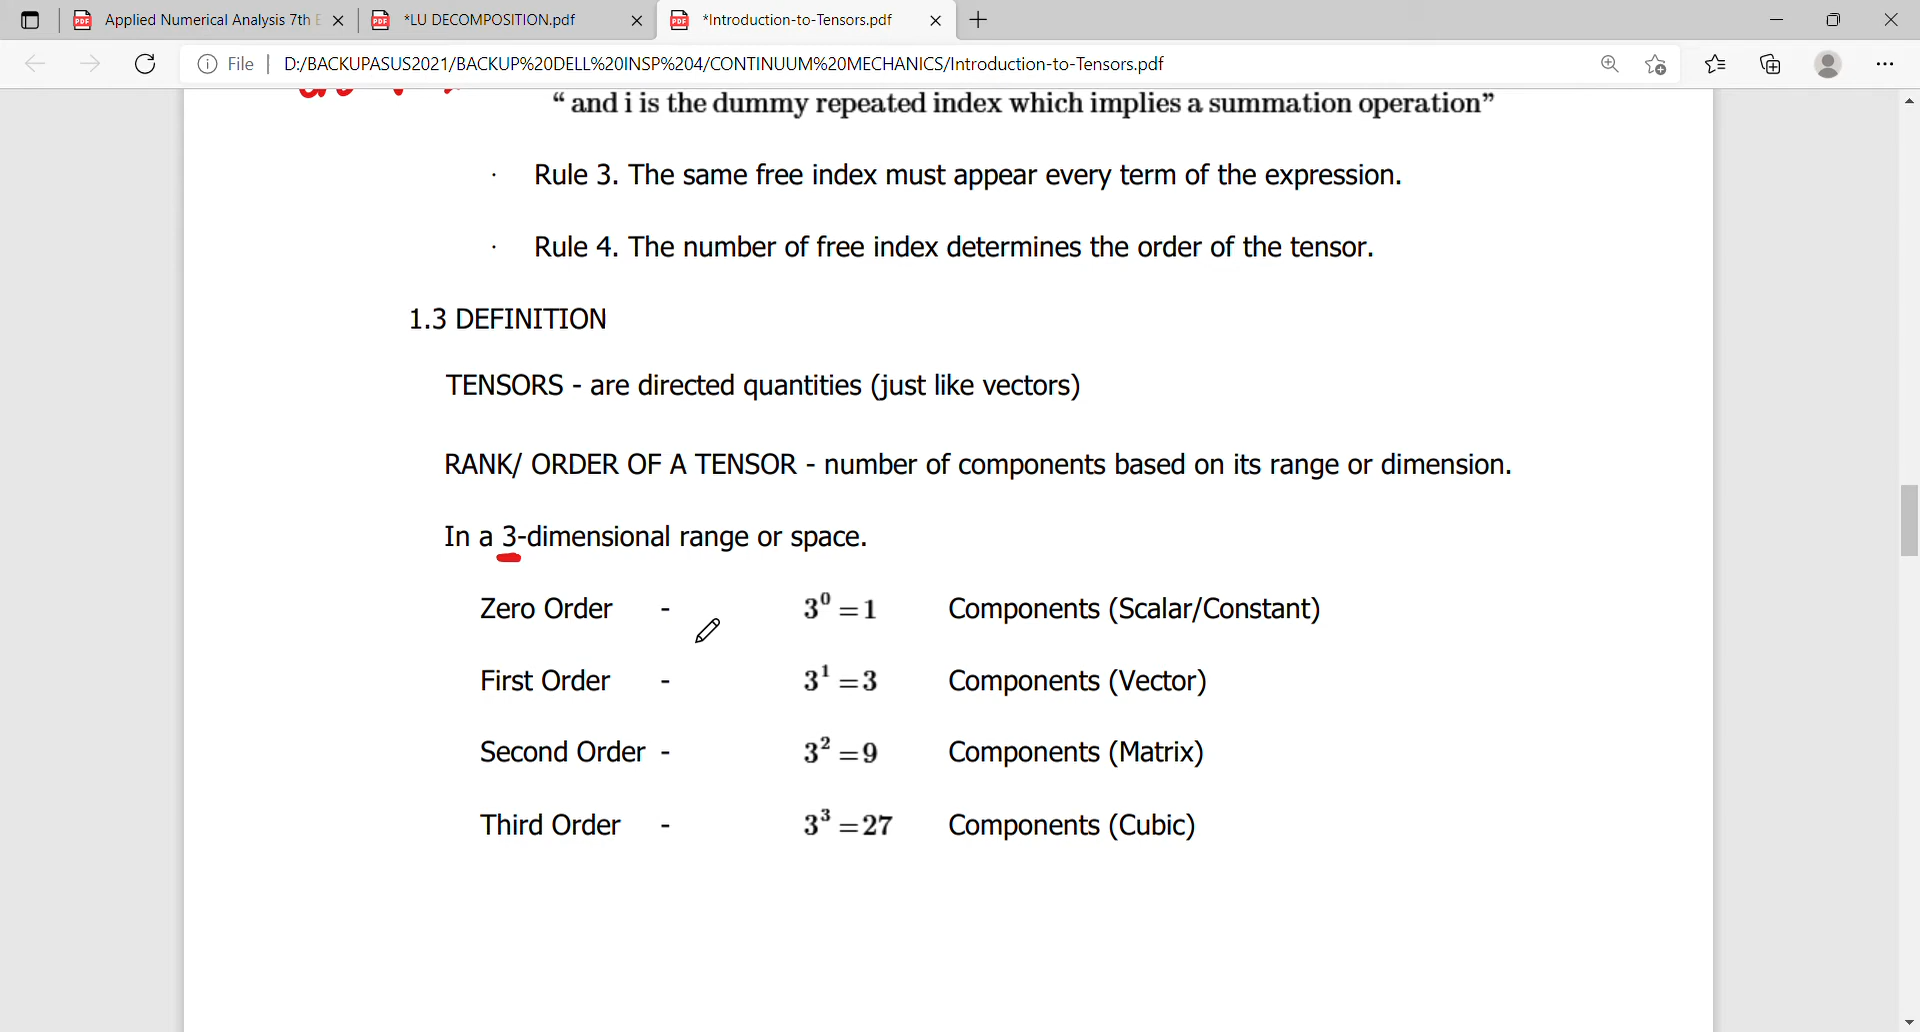 Applied Numerical Analysis 7th E
*LU DECOMPOSITION.pdf
*Introduction-to-Tensors.pdf
File D:/BACKUPASUS2021/BACKUP%20DELL%20INSP%204/CONTINUUM%20MECHANICS/Introduction-to-Tensors.pdf
“ and i is the dummy repeated index which implies a summation operation”
· Rule 3. The same free index must appear every term of the expression.
· Rule 4. The number of free index determines the order of the tensor.
1.3 DEFINITION
TENSORS - are directed quantities (just like vectors)
RANK/ ORDER OF A TENSOR - number of components based on its range or dimension.
In a 3-dimensional range or space.
Zero Order - 3⁰ =1 Components (Scalar/Constant)
First Order - 3¹ =3 Components (Vector)
Second Order - 3² =9 Components (Matrix)
Third Order - 3³ =27 Components (Cubic)